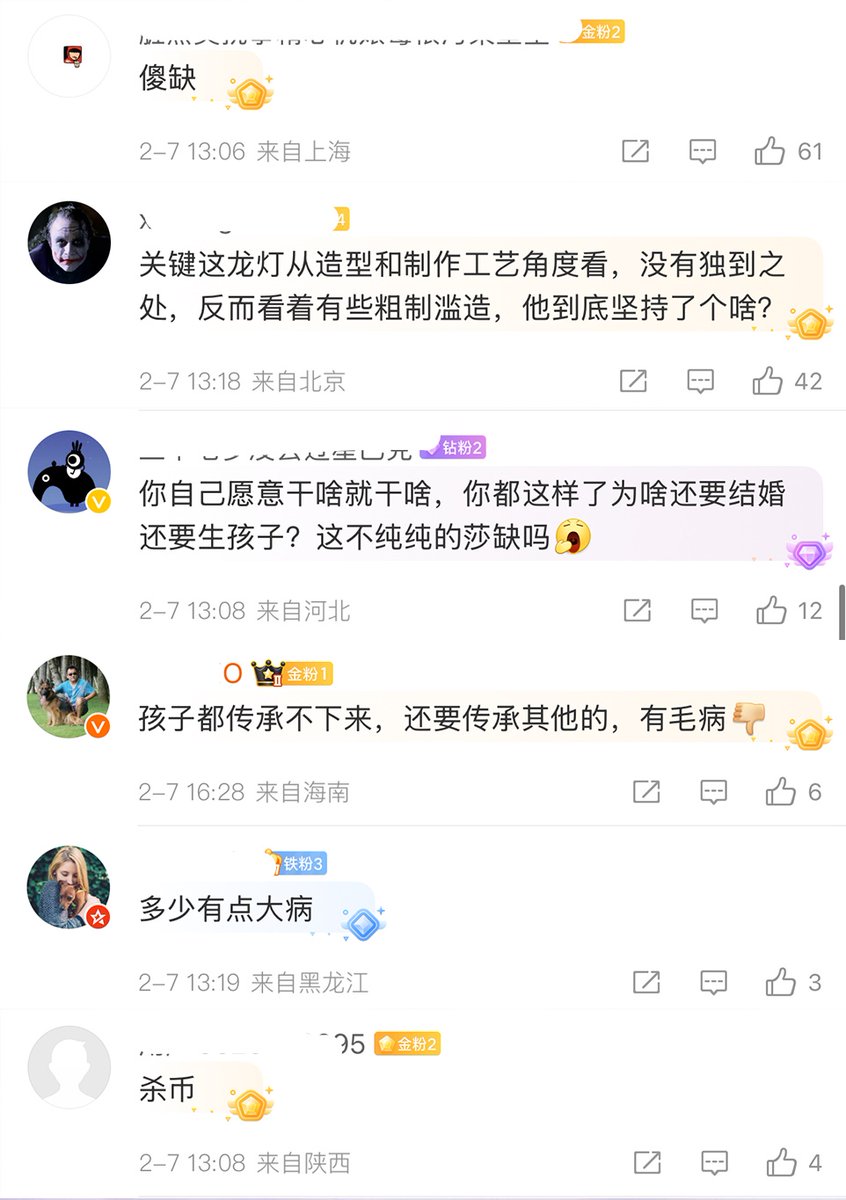 金粉2
傻缺
2-7 13:06 来自上海
61
4
关键这龙灯从造型和制作工艺角度看，没有独到之
处，反而看着有些粗制滥造，他到底坚持了个啥？
2-7 13:18 来自北京
42
钻粉2
你自己愿意干啥就干啥，你都这样了为啥还要结婚
还要生孩子？这不纯纯的莎缺吗
2-7 13:08 来自河北
12
O II 金粉1
孩子都传承不下来，还要传承其他的，有毛病
2-7 16:28 来自海南
6
铁粉3
多少有点大病
2-7 13:19 来自黑龙江
3
95 金粉2
杀币
2-7 13:08 来自陕西
4